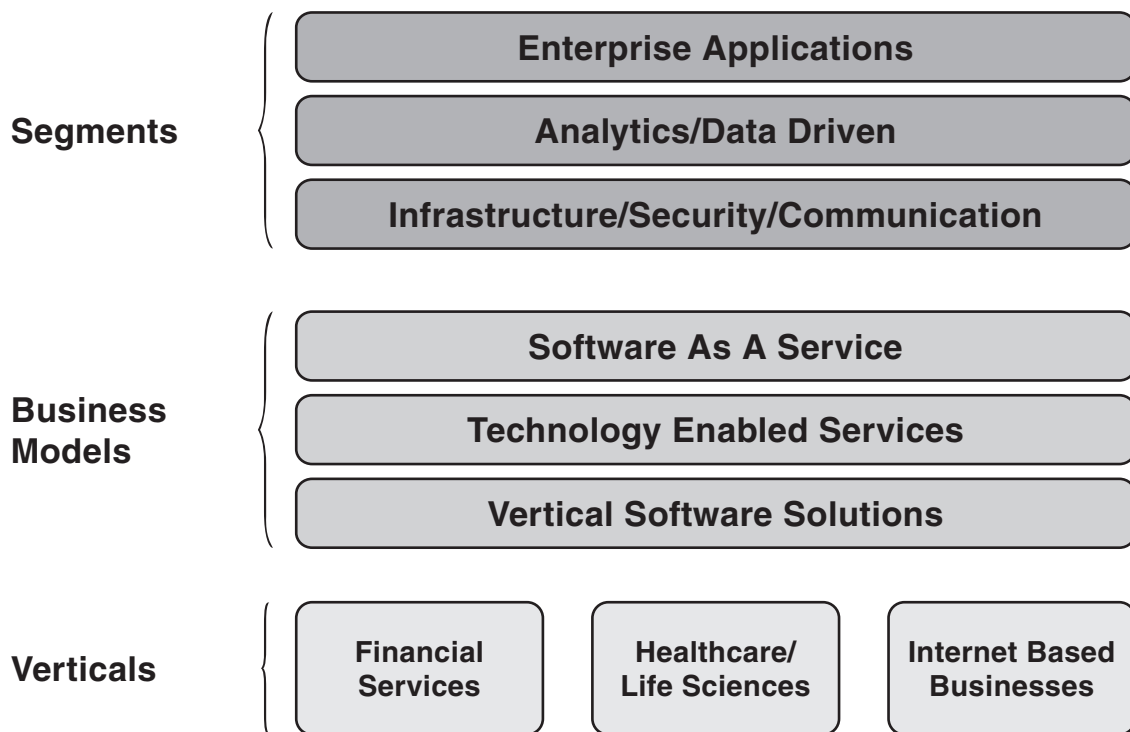 Segments
Enterprise Applications
Analytics/Data Driven
Infrastructure/Security/Communication
Business
Models
Software As A Service
Technology Enabled Services
Vertical Software Solutions
Verticals
Financial
Services
Healthcare/
Life Sciences
Internet Based
Businesses